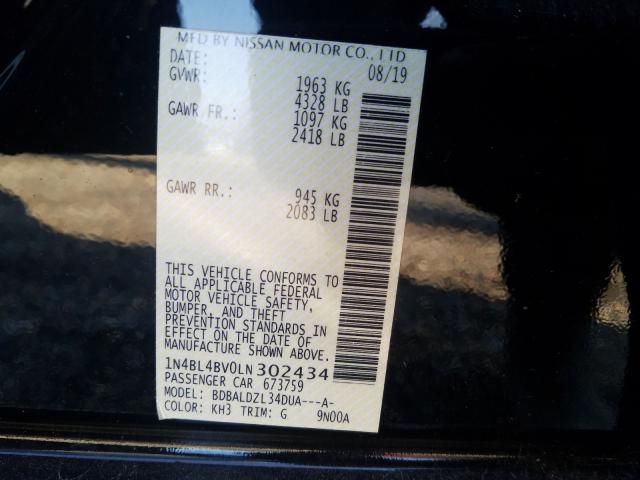 MFD BY NISSAN MOTOR CO., LTD
DATE: 08/19
GVWR: 1963 KG
4328 LB
GAWR FR.: 1097 KG
2418 LB
GAWR RR.: 945 KG
2083 LB
THIS VEHICLE CONFORMS TO
ALL APPLICABLE FEDERAL
MOTOR VEHICLE SAFETY,
BUMPER, AND THEFT
PREVENTION STANDARDS IN
EFFECT ON THE DATE OF
MANUFACTURE SHOWN ABOVE.
1N4BL4BV0LN302434
PASSENGER CAR 673759
MODEL: BDBALDZL34DUA---A-
COLOR: KH3 TRIM: G 9N00A